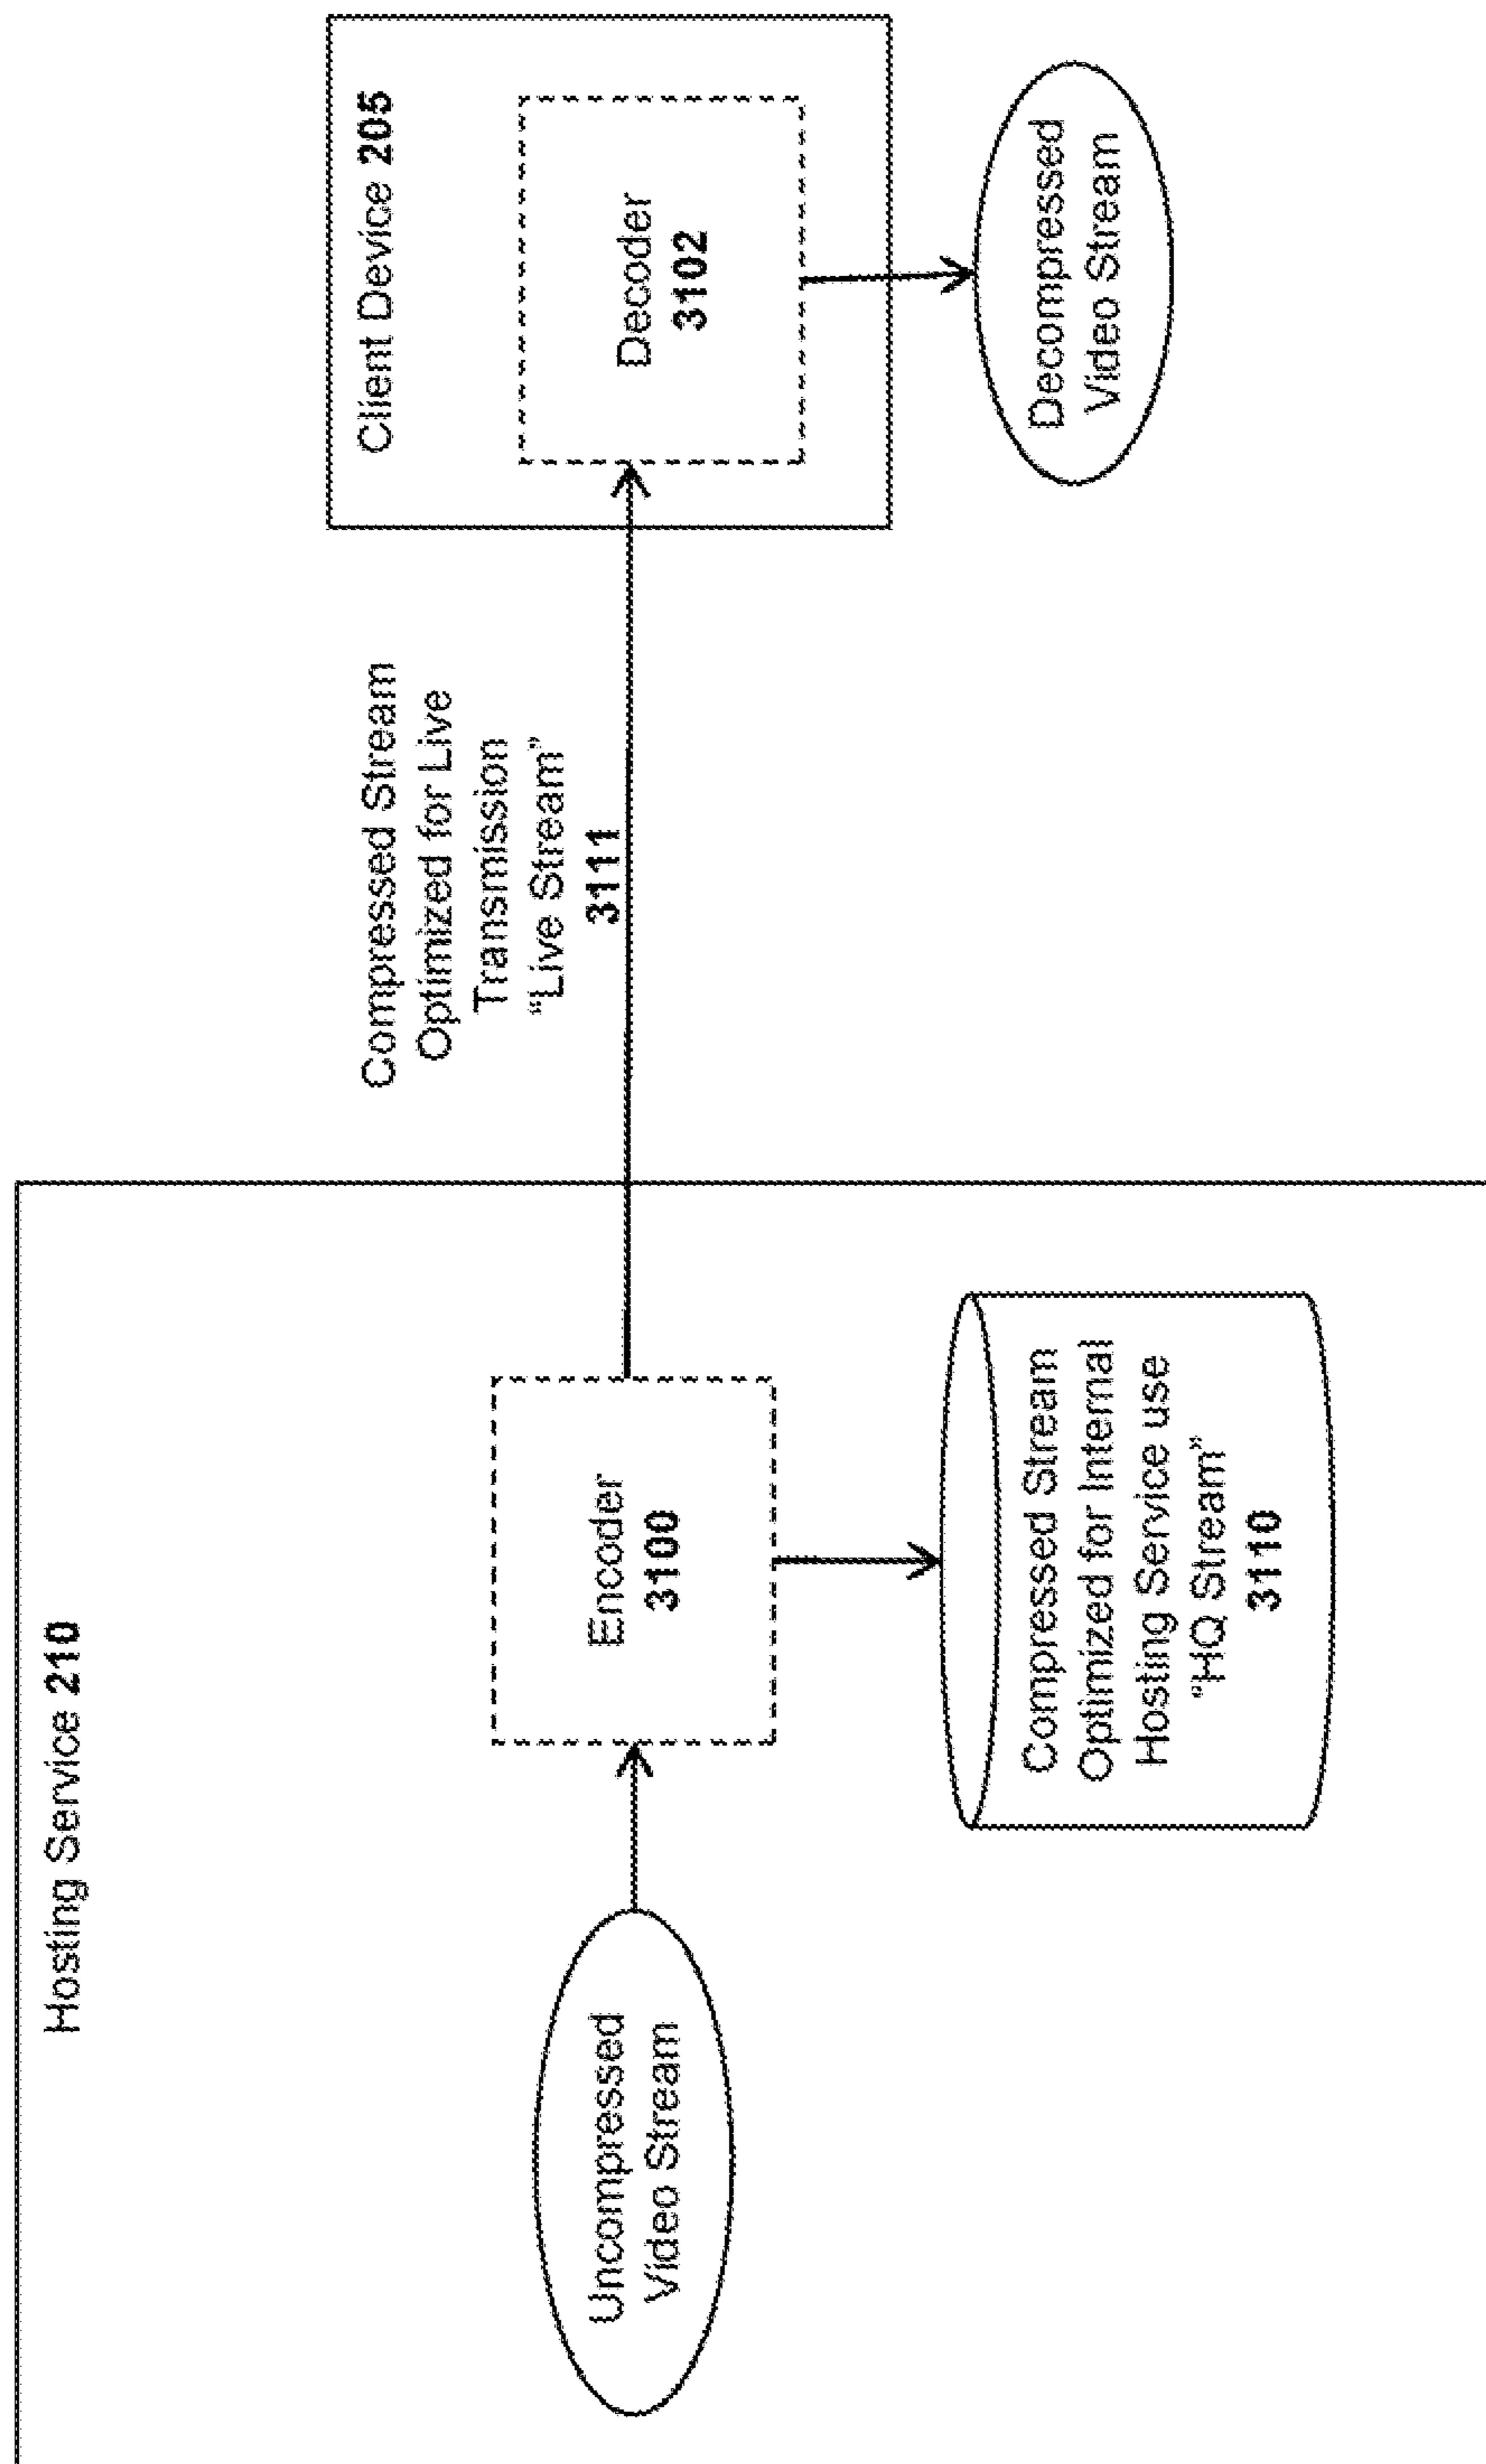 Hosting Service 210
Uncompressed
Video Stream
Encoder
3100
Compressed Stream
Optimized for Internal
Hosting Service use
"HQ Stream"
3110
Compressed Stream
Optimized for Live
Transmission
"Live Stream"
3111
Client Device 205
Decoder
3102
Decompressed
Video Stream